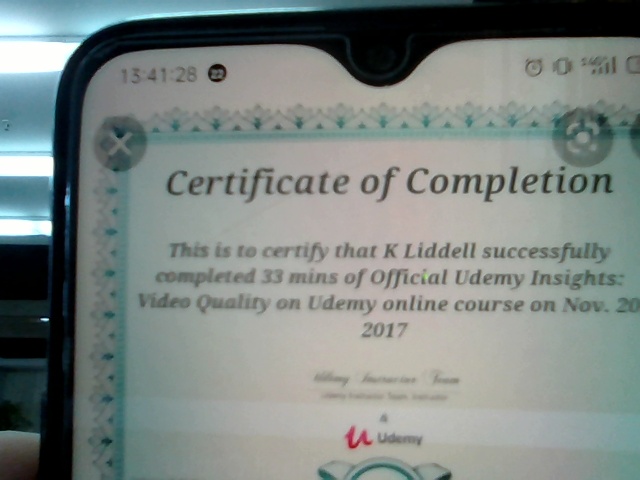 13:41:28 22
Certificate of Completion
This is to certify that K Liddell successfully
completed 33 mins of Official Udemy Insights:
Video Quality on Udemy online course on Nov. 20
2017
Udemy Instructor Team
Udemy Instructor Team, Instructor
&
Udemy